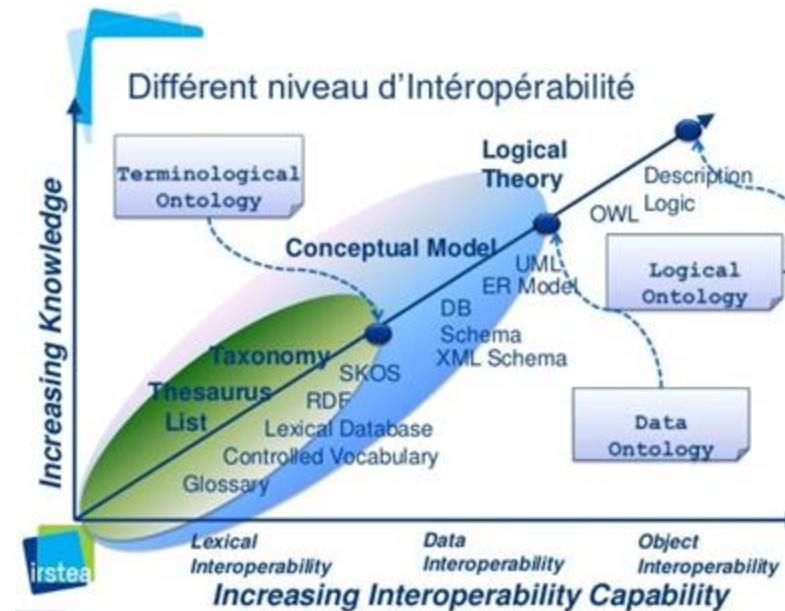 Différent niveau d'Intéropérabilité
Terminological
Ontology
Logical
Theory
Description
Logic
OWL
Conceptual Model
UML
ER Model
Logical
Ontology
DB
Schema
XML Schema
Taxonomy
SKOS
Thesaurus
List
RDF
Lexical Database
Controlled Vocabulary
Glossary
Data
Ontology
Increasing Knowledge
irstea
Lexical
Interoperability
Data
Interoperability
Object
Interoperability
Increasing Interoperability Capability